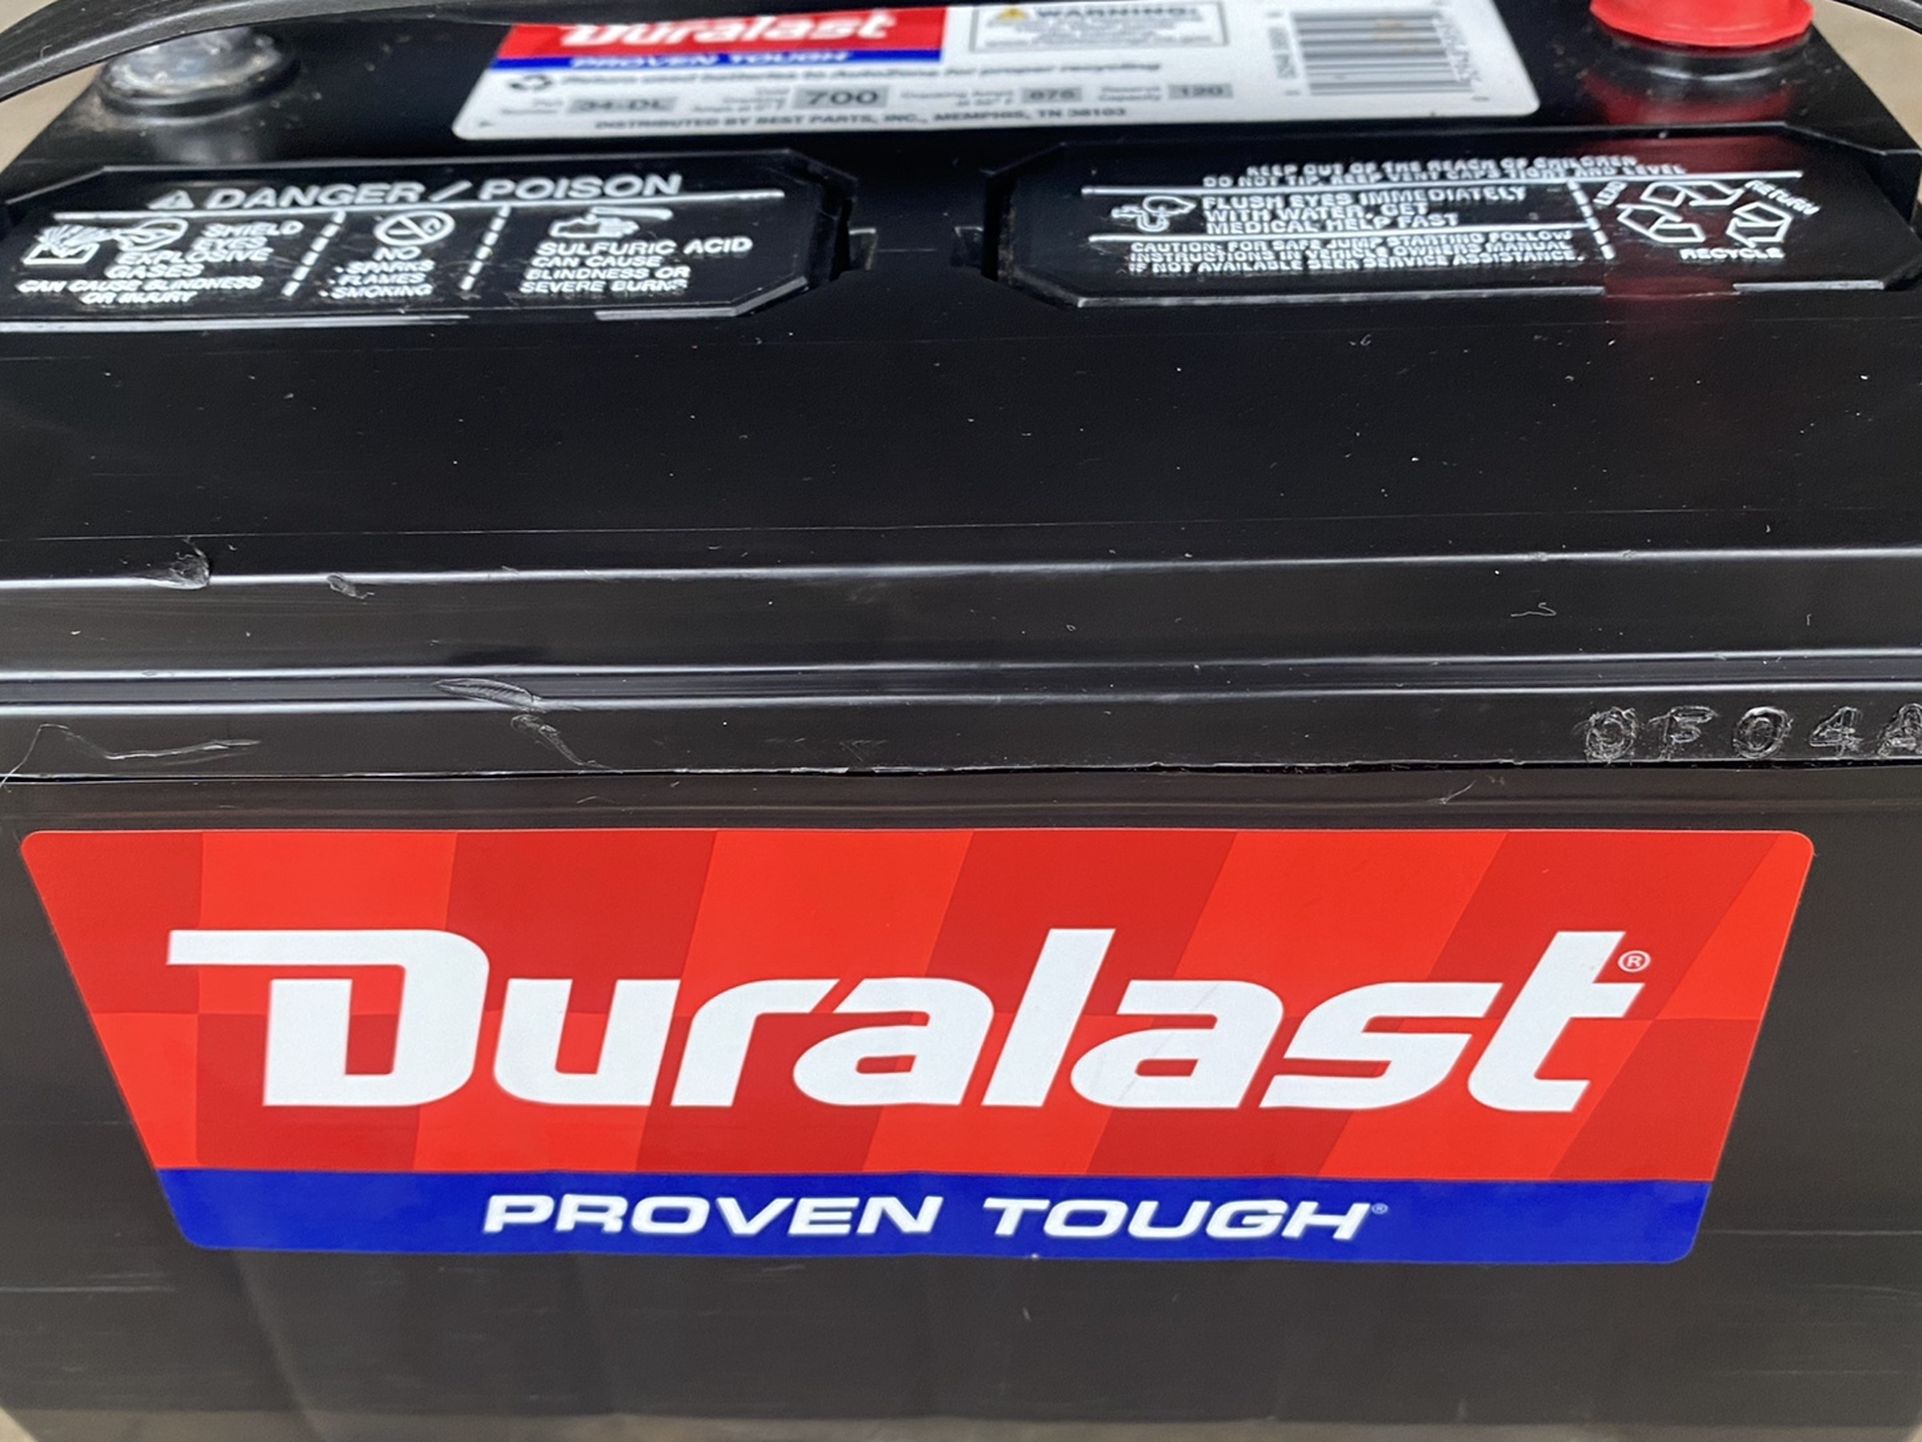 Duralast
WARNING:
PROVEN TOUGH
34-DL 700 875 120
DISTRIBUTED BY BEST PARTS, INC., MEMPHIS, TN 38103
DANGER / POISON
SHIELD
EYES
EXPLOSIVE
GASES
CAN CAUSE BLINDNESS
OR INJURY
NO
SPARKS
FLAMES
SMOKING
SULFURIC ACID
CAN CAUSE
BLINDNESS OR
SEVERE BURNS
KEEP OUT OF THE REACH OF CHILDREN
DO NOT TIP. KEEP VENT CAPS TIGHT AND LEVEL
FLUSH EYES IMMEDIATELY
WITH WATER. GET
MEDICAL HELP FAST
CAUTION: FOR SAFE JUMP STARTING FOLLOW
INSTRUCTIONS IN VEHICLE OWNERS MANUAL
IF NOT AVAILABLE SEEK SERVICE ASSISTANCE.
LEAD
RETURN
RECYCLE
0F04A
Duralast®
PROVEN TOUGH®